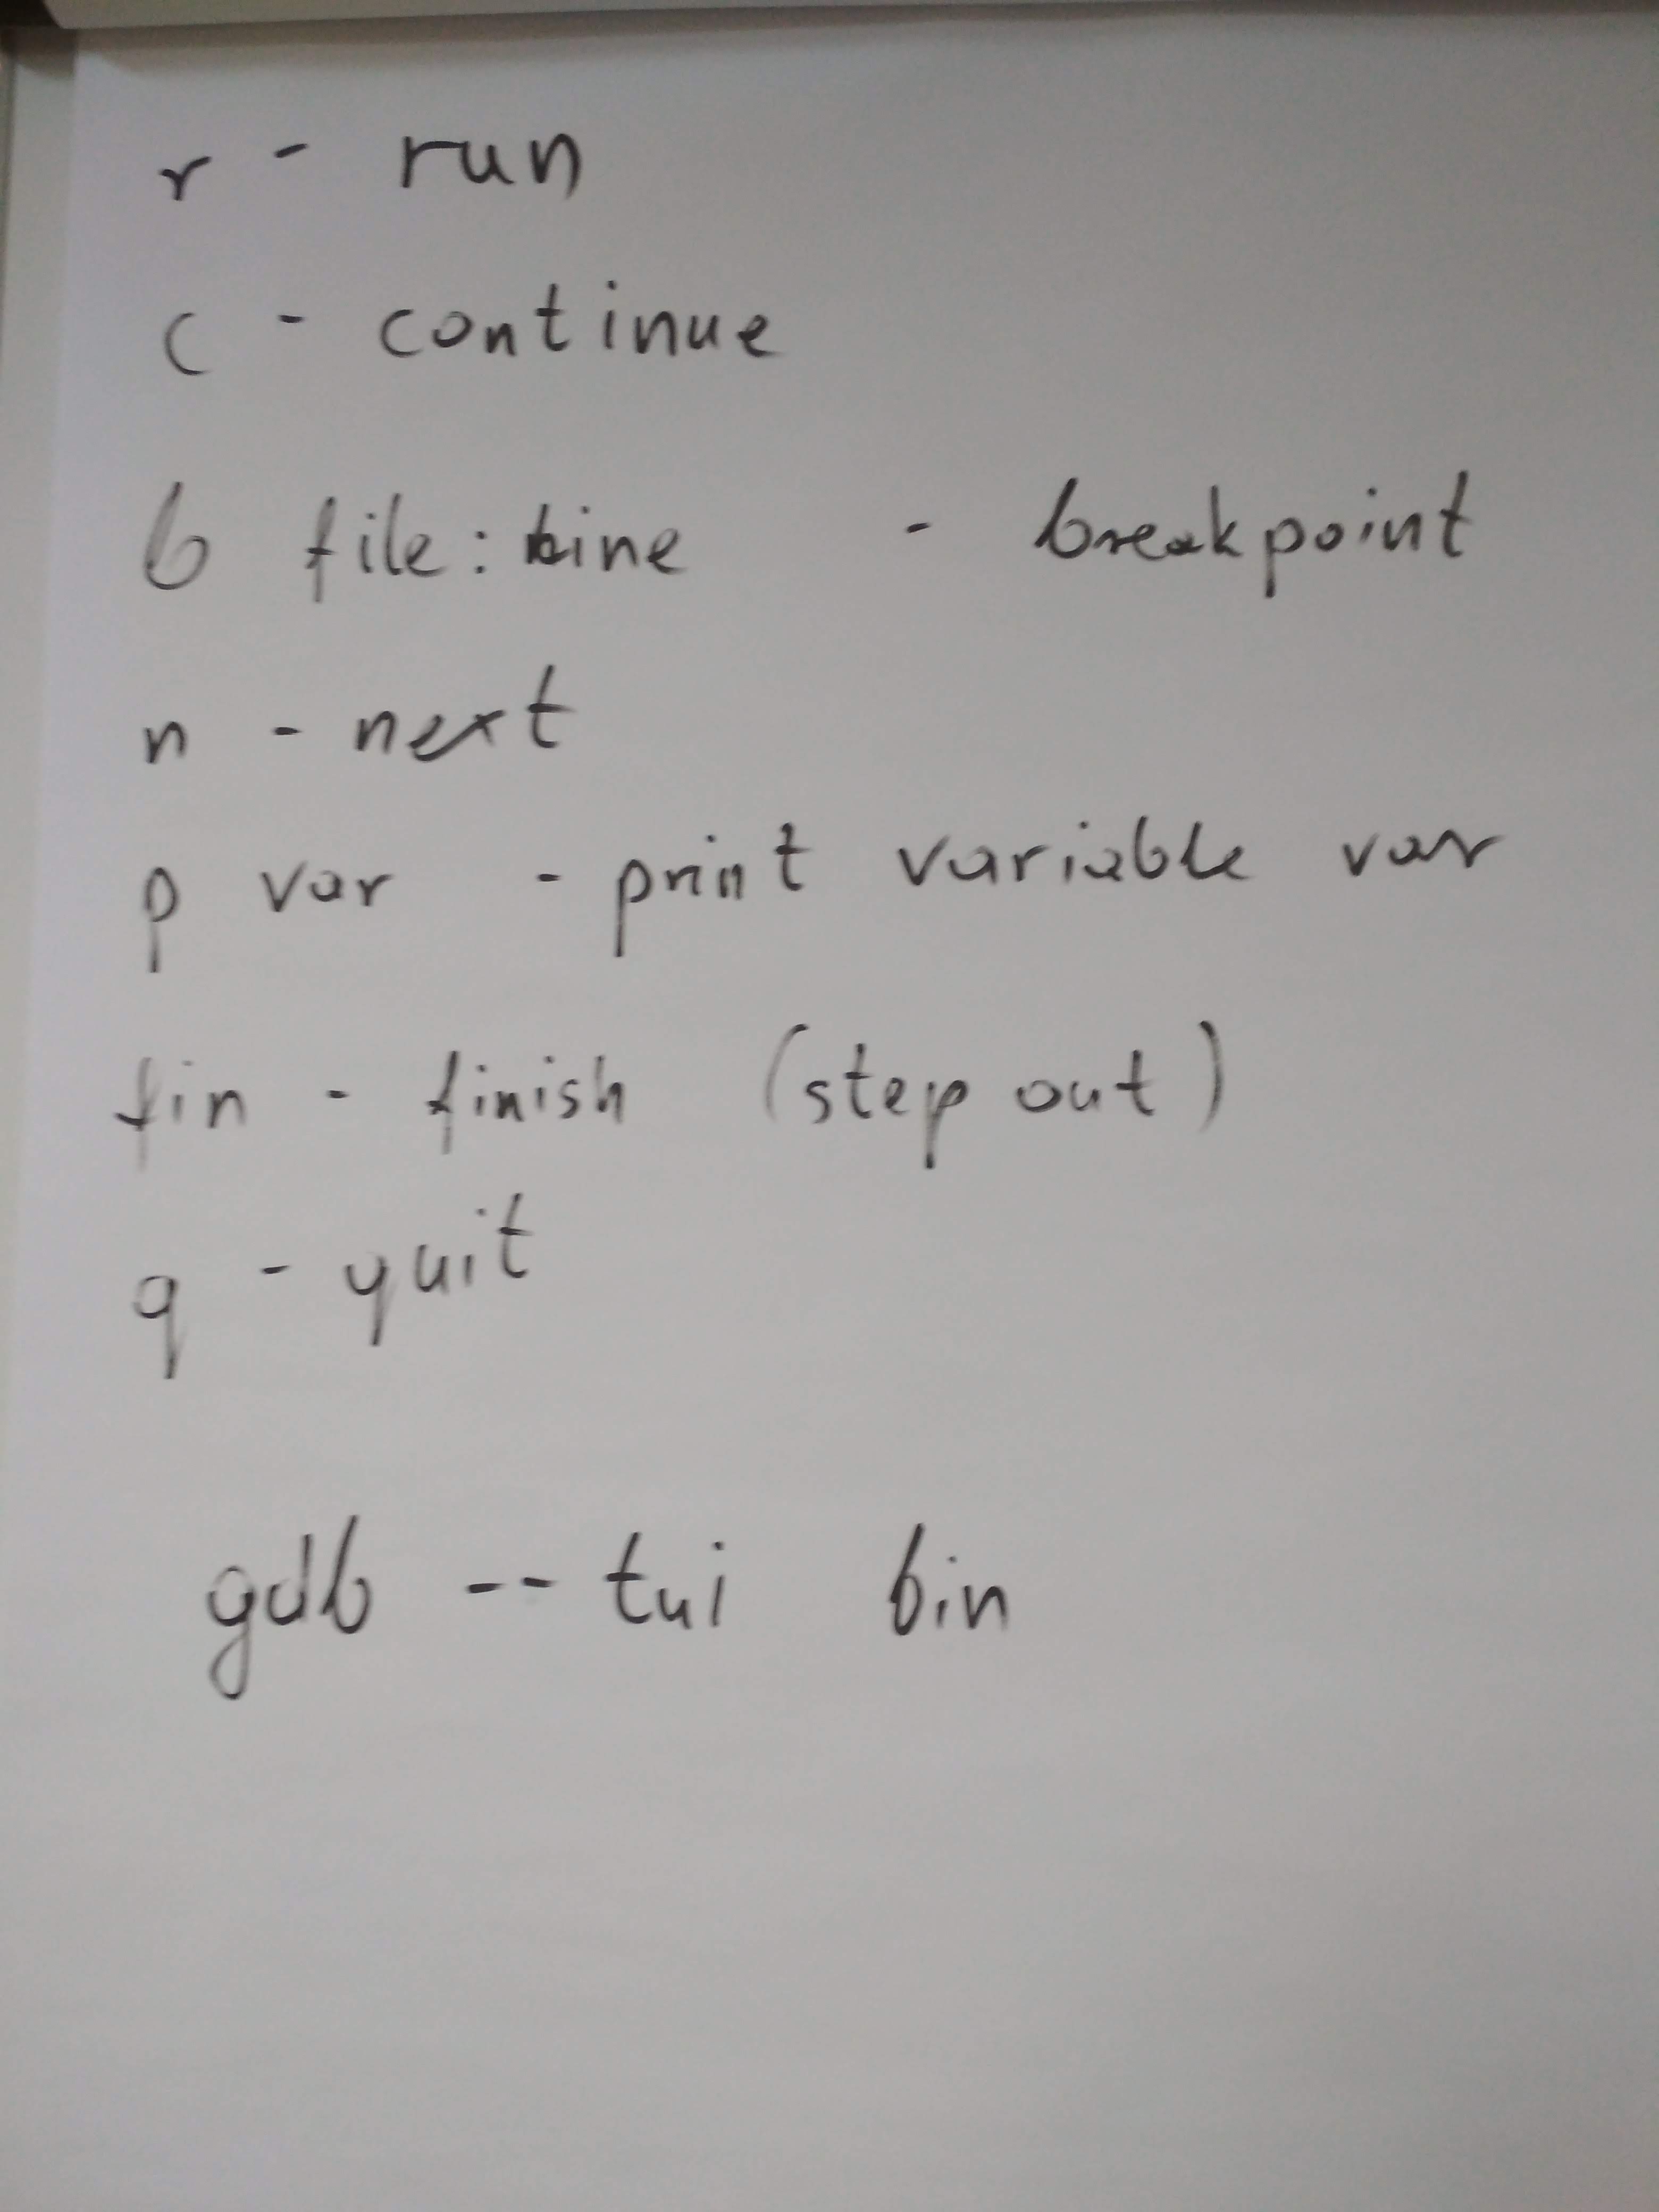 r - run
c - continue
b file:line - breakpoint
n - next
p var - print variable var
fin - finish (step out)
q - quit
gdb --tui bin